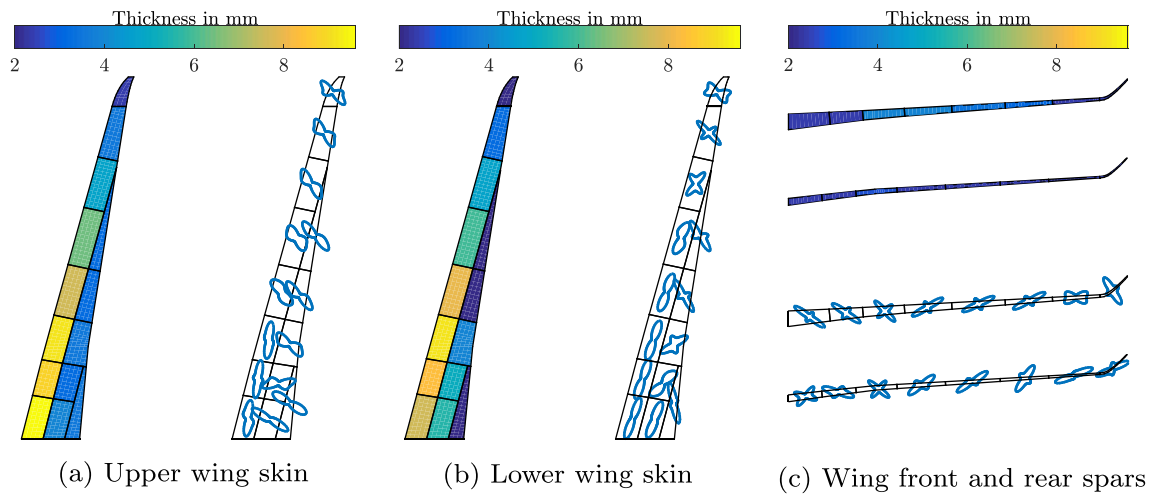 Thickness in mm
2 4 6 8
(a) Upper wing skin
Thickness in mm
2 4 6 8
(b) Lower wing skin
Thickness in mm
2 4 6 8
(c) Wing front and rear spars